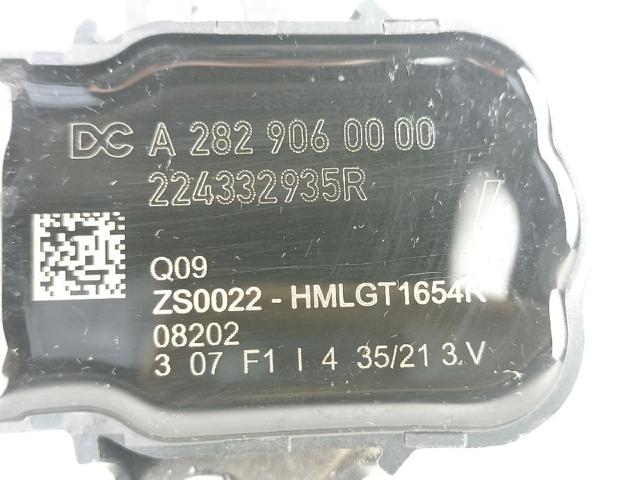 DC A 282 906 00 00
224332935R
Q09
ZS0022 - HMLGT1654R
08202
3 07 F1 I 4 35/21 3.V